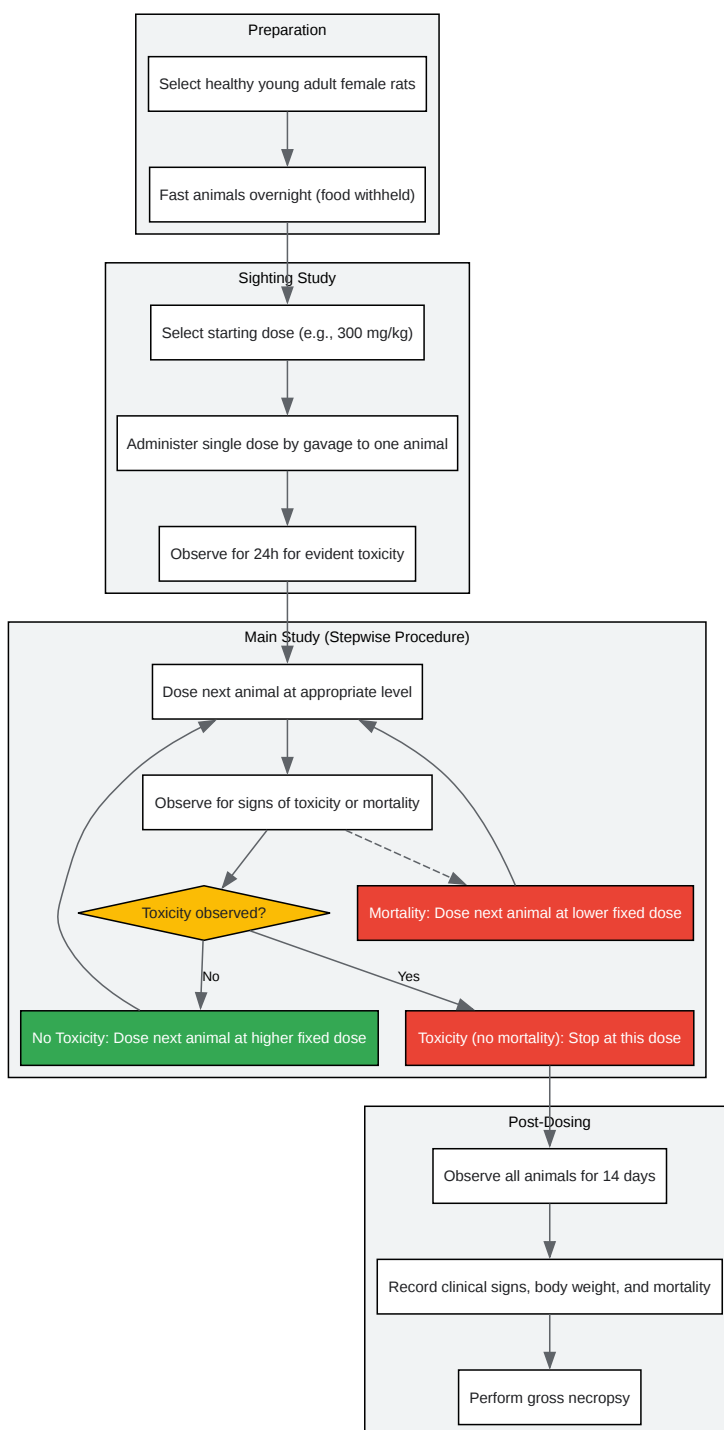 Preparation
Select healthy young adult female rats
Fast animals overnight (food withheld)
Sighting Study
Select starting dose (e.g., 300 mg/kg)
Administer single dose by gavage to one animal
Observe for 24h for evident toxicity
Main Study (Stepwise Procedure)
Dose next animal at appropriate level
Observe for signs of toxicity or mortality
Toxicity observed?
Mortality: Dose next animal at lower fixed dose
No
Yes
No Toxicity: Dose next animal at higher fixed dose
Toxicity (no mortality): Stop at this dose
Post-Dosing
Observe all animals for 14 days
Record clinical signs, body weight, and mortality
Perform gross necropsy